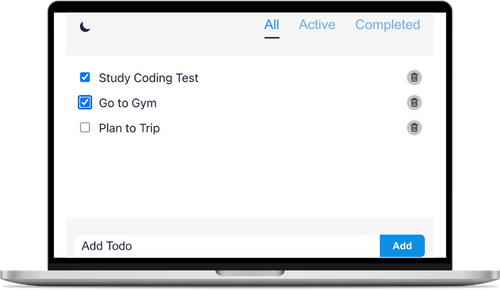 All Active Completed
Study Coding Test
Go to Gym
Plan to Trip
Add Todo Add